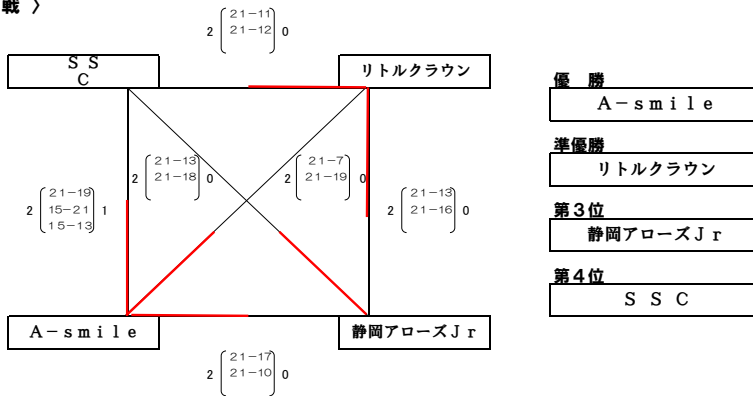 戦 〉
21-11
2 21-12 0
S S
C
リトルクラウン
優 勝
A-smile
21-13
2 21-18 0
21-7
2 21-19 0
準優勝
リトルクラウン
21-19
2 15-21 1
15-13
21-13
2 21-16 0
第3位
静岡アローズJr
第4位
S S C
A-smile
静岡アローズJr
21-17
2 21-10 0